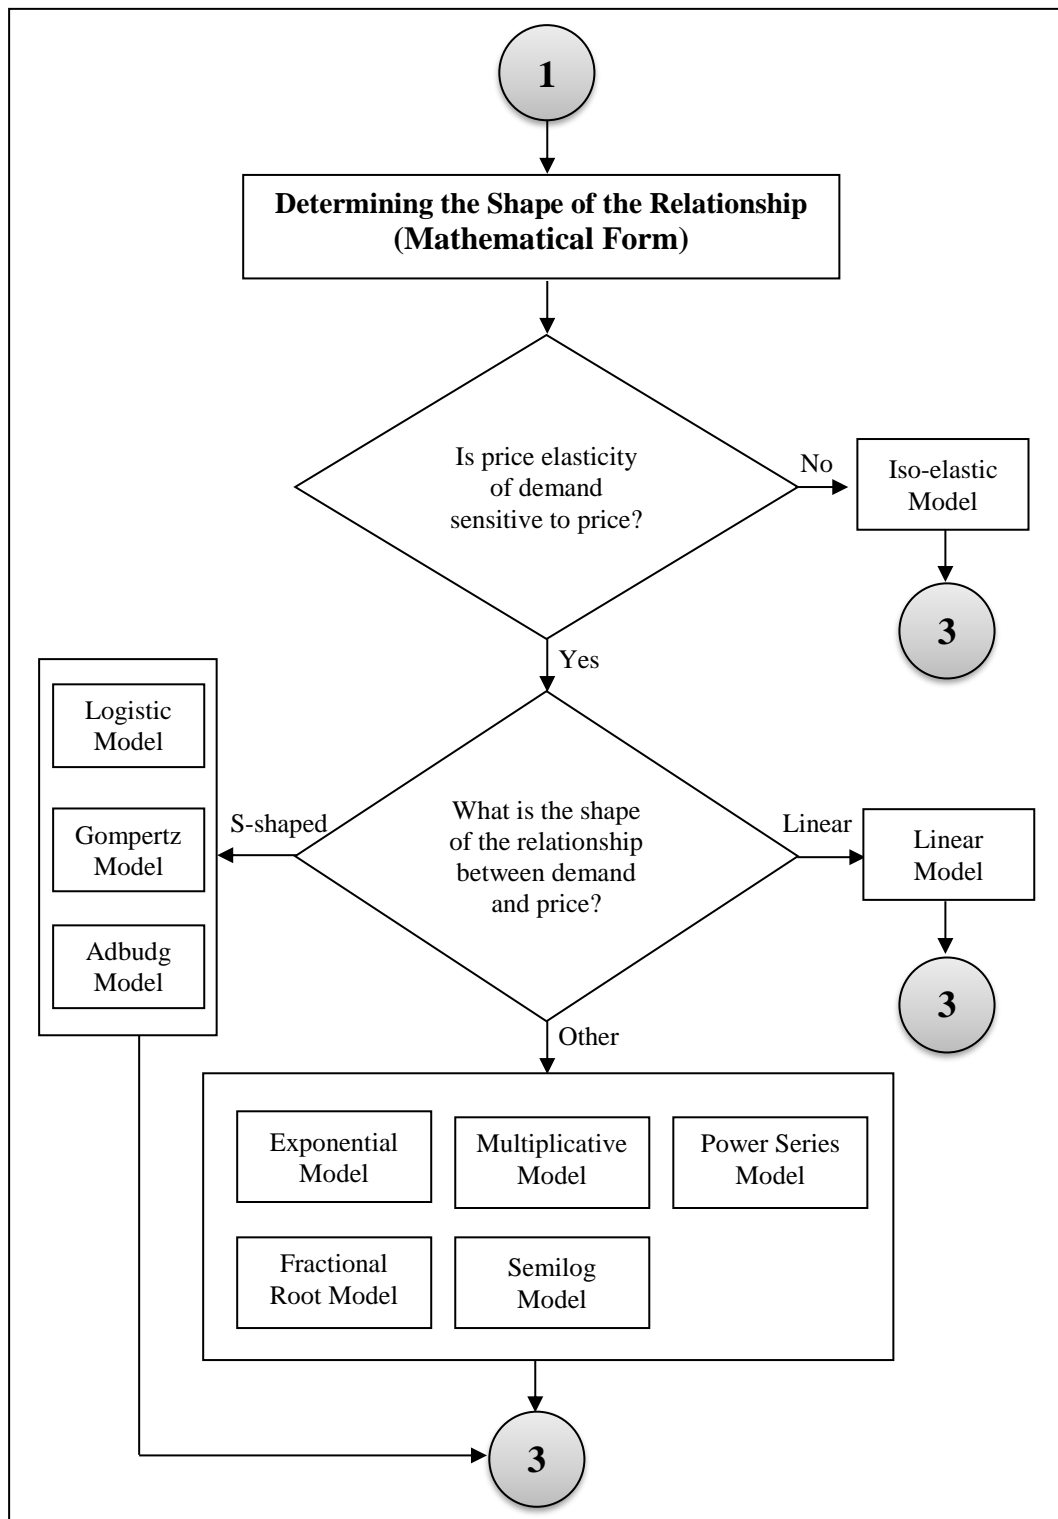 1
Determining the Shape of the Relationship
(Mathematical Form)
Is price elasticity
of demand
sensitive to price?
No
Iso-elastic
Model
3
Yes
Logistic
Model
Gompertz
Model
Adbudg
Model
S-shaped
What is the shape
of the relationship
between demand
and price?
Linear
Linear
Model
3
Other
Exponential
Model
Multiplicative
Model
Power Series
Model
Fractional
Root Model
Semilog
Model
3